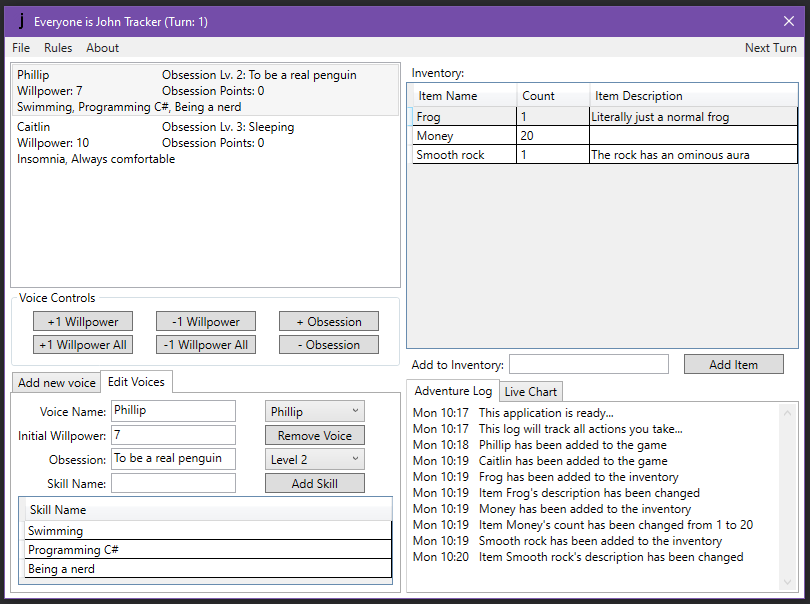 j Everyone is John Tracker (Turn: 1)
File Rules About Next Turn
Phillip Obsession Lv. 2: To be a real penguin
Willpower: 7 Obsession Points: 0
Swimming, Programming C#, Being a nerd
Caitlin Obsession Lv. 3: Sleeping
Willpower: 10 Obsession Points: 0
Insomnia, Always comfortable
Voice Controls
+1 Willpower -1 Willpower + Obsession
+1 Willpower All -1 Willpower All - Obsession
Add new voice Edit Voices
Voice Name: Phillip Phillip
Initial Willpower: 7 Remove Voice
Obsession: To be a real penguin Level 2
Skill Name: Add Skill
Skill Name
Swimming
Programming C#
Being a nerd
Inventory:
Item Name Count Item Description
Frog 1 Literally just a normal frog
Money 20
Smooth rock 1 The rock has an ominous aura
Add to Inventory: Add Item
Adventure Log Live Chart
Mon 10:17 This application is ready...
Mon 10:17 This log will track all actions you take...
Mon 10:18 Phillip has been added to the game
Mon 10:19 Caitlin has been added to the game
Mon 10:19 Frog has been added to the inventory
Mon 10:19 Item Frog's description has been changed
Mon 10:19 Money has been added to the inventory
Mon 10:19 Item Money's count has been changed from 1 to 20
Mon 10:19 Smooth rock has been added to the inventory
Mon 10:20 Item Smooth rock's description has been changed